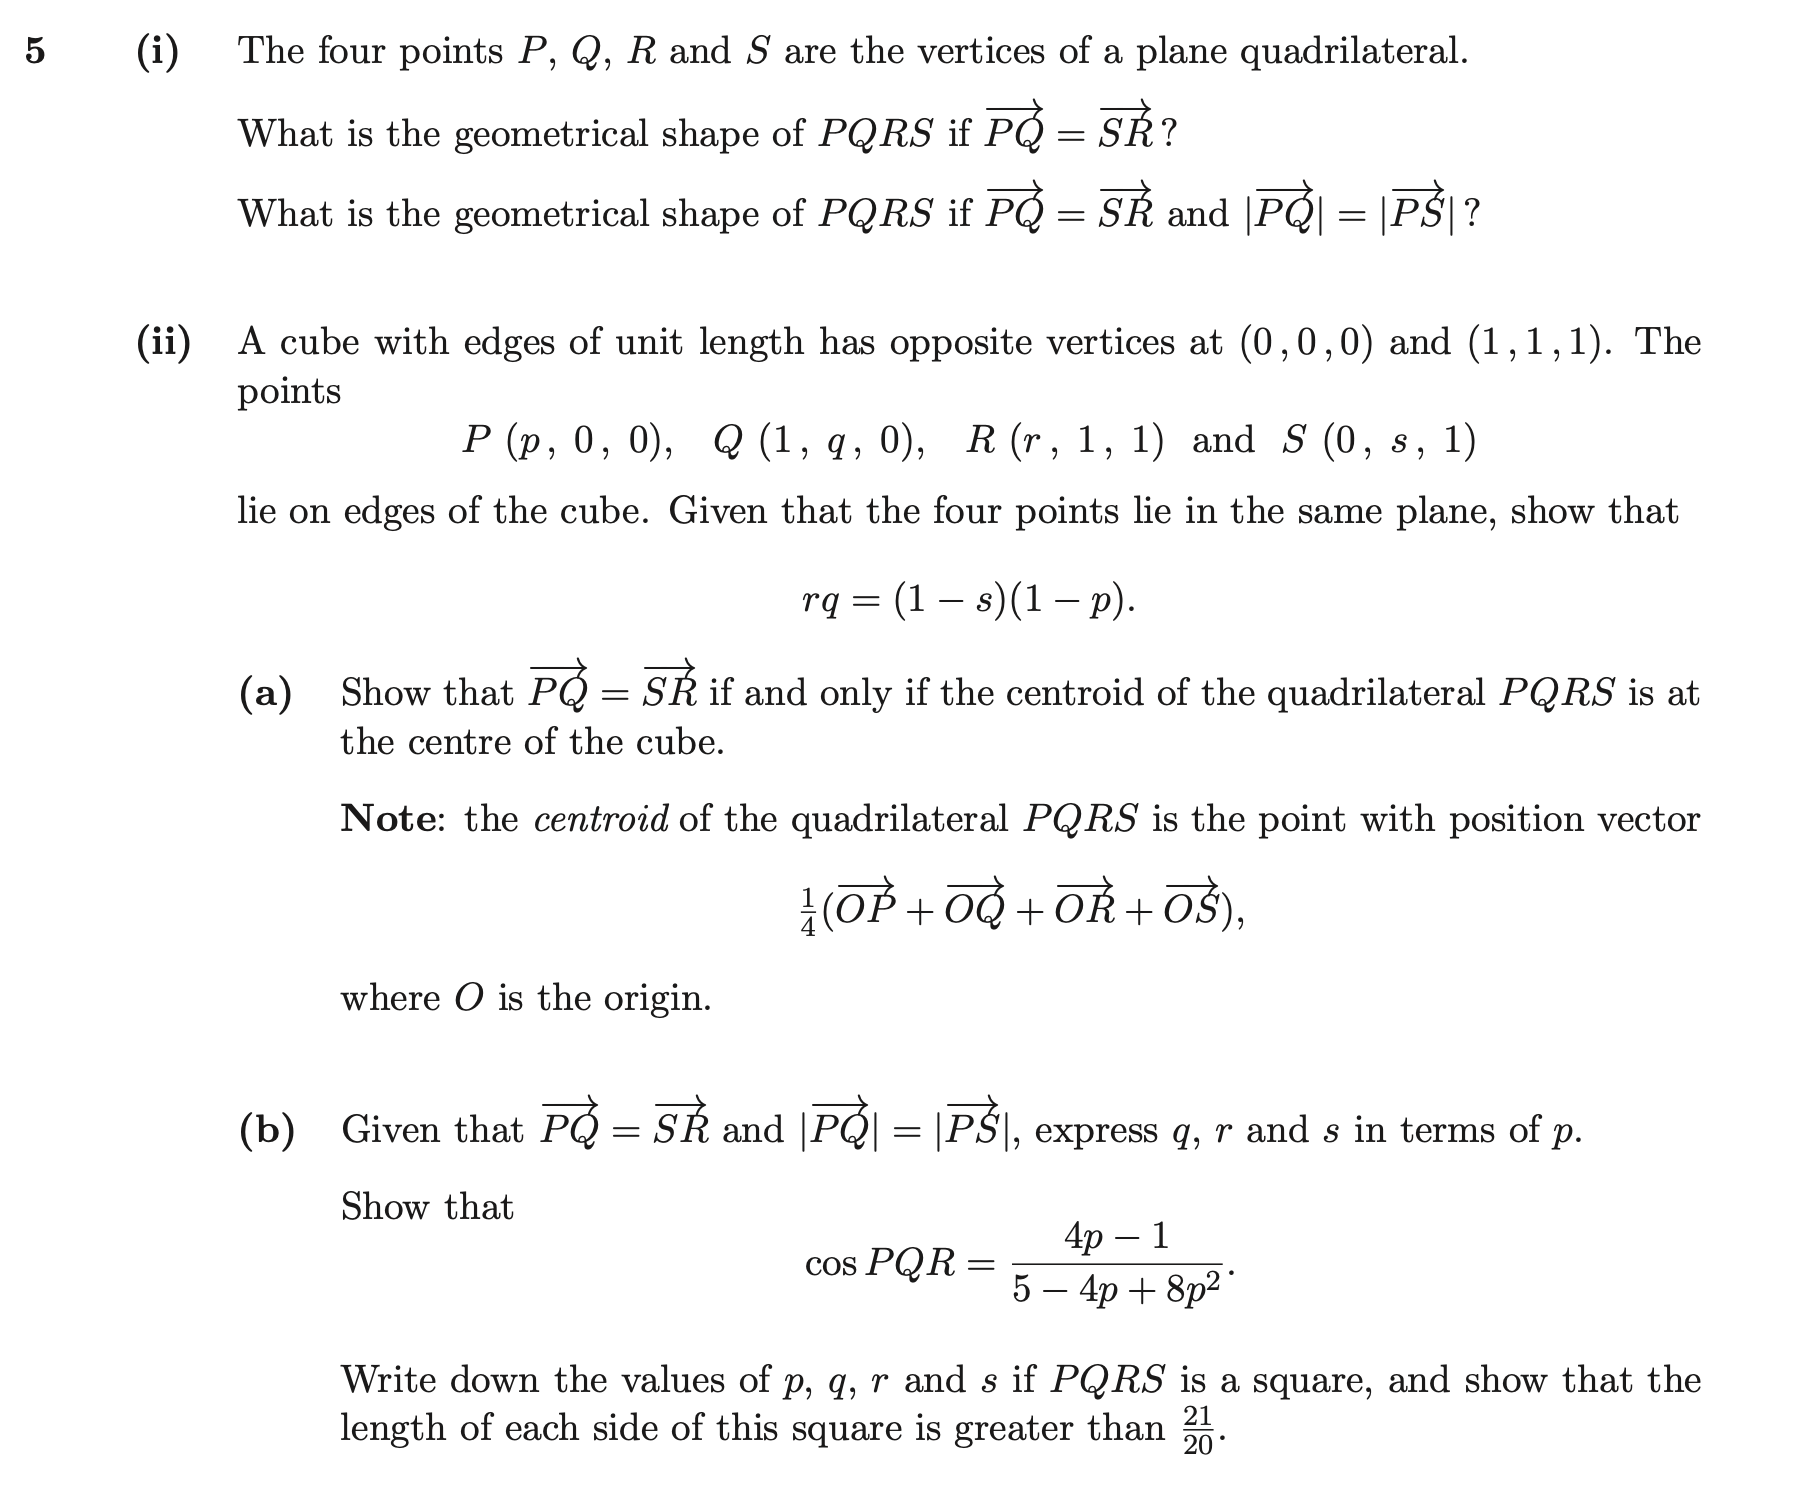 5 (i) The four points P, Q, R and S are the vertices of a plane quadrilateral.
What is the geometrical shape of PQRS if $\overrightarrow{PQ} = \overrightarrow{SR}$?
What is the geometrical shape of PQRS if $\overrightarrow{PQ} = \overrightarrow{SR}$ and $|\overrightarrow{PQ}| = |\overrightarrow{PS}|$?
(ii) A cube with edges of unit length has opposite vertices at (0, 0, 0) and (1, 1, 1). The
points
P (p, 0, 0), Q (1, q, 0), R (r, 1, 1) and S (0, s, 1)
lie on edges of the cube. Given that the four points lie in the same plane, show that
rq = (1 − s)(1 − p).
(a) Show that $\overrightarrow{PQ} = \overrightarrow{SR}$ if and only if the centroid of the quadrilateral PQRS is at
the centre of the cube.
Note: the centroid of the quadrilateral PQRS is the point with position vector
$\frac{1}{4}(\overrightarrow{OP} + \overrightarrow{OQ} + \overrightarrow{OR} + \overrightarrow{OS})$,
where O is the origin.
(b) Given that $\overrightarrow{PQ} = \overrightarrow{SR}$ and $|\overrightarrow{PQ}| = |\overrightarrow{PS}|$, express q, r and s in terms of p.
Show that
$\cos PQR = \frac{4p - 1}{5 - 4p + 8p^2}$.
Write down the values of p, q, r and s if PQRS is a square, and show that the
length of each side of this square is greater than $\frac{21}{20}$.